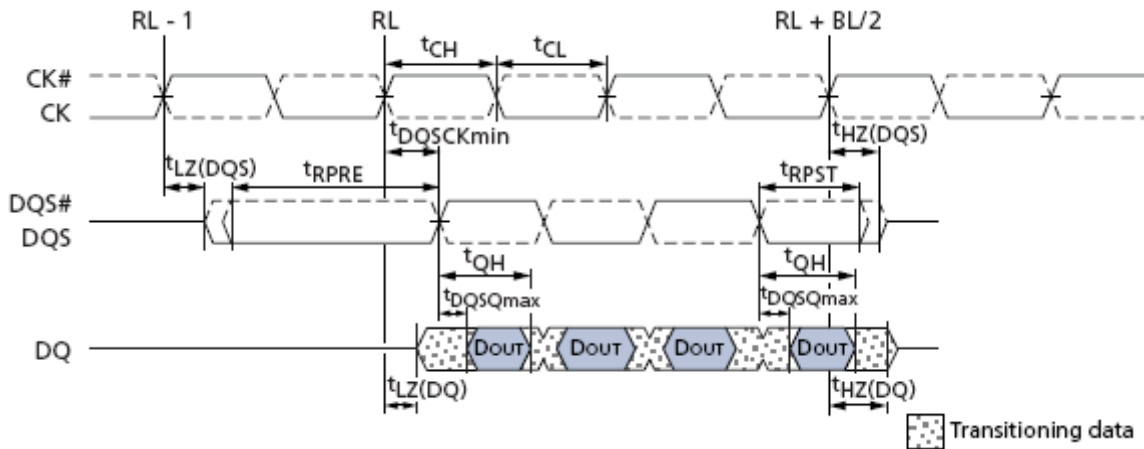 RL - 1 RL RL + BL/2
tCH tCL
CK#
CK
tDQSCKmin tHZ(DQS)
tLZ(DQS) tRPRE tRPST
DQS#
DQS
tQH tQH
tDQSQmax tDQSQmax
DQ DOUT DOUT DOUT DOUT
tLZ(DQ) tHZ(DQ)
Transitioning data